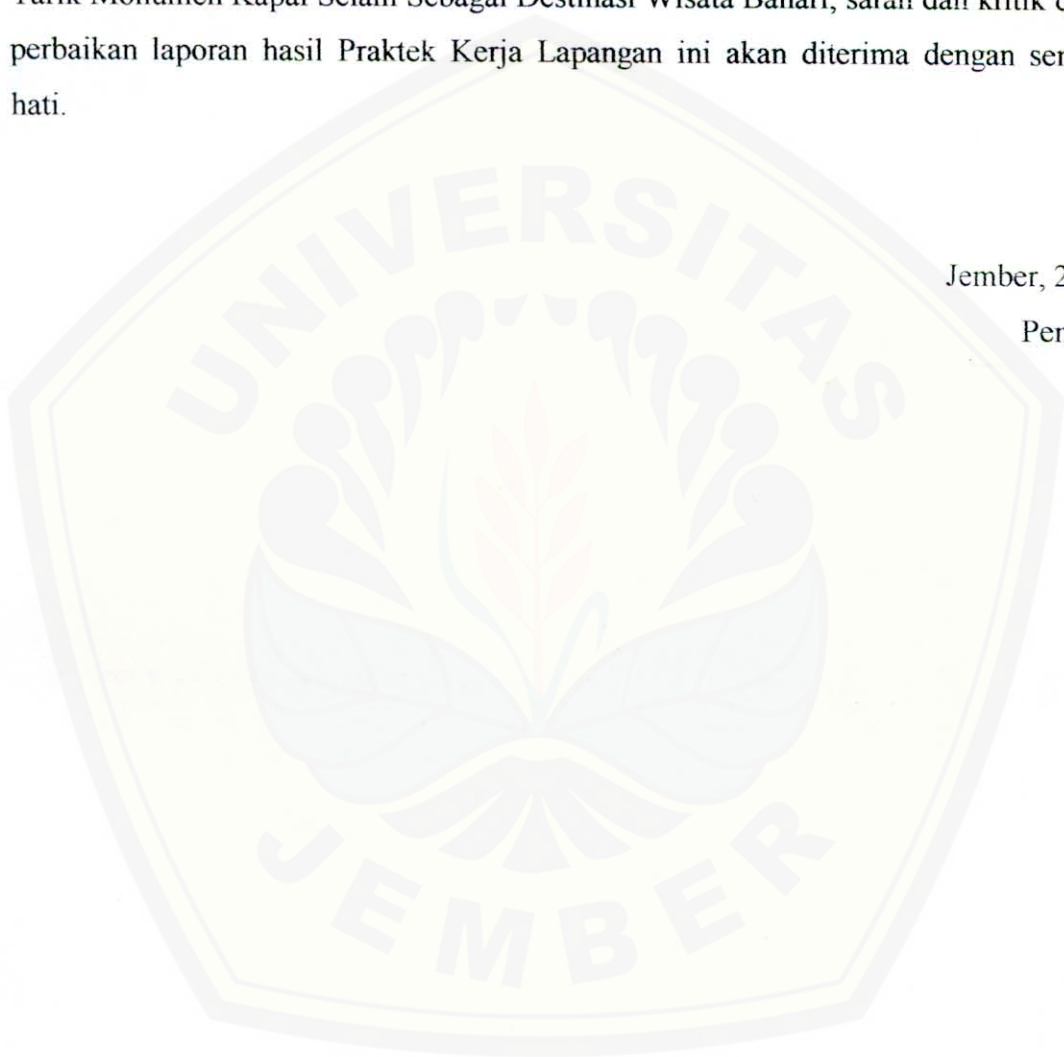 Tarik Monumen Kapal Selam Sebagai Destinasi Wisata Bahari, saran dan kritik
perbaikan laporan hasil Praktek Kerja Lapangan ini akan diterima dengan
hati.
Jember, 2
UNIVERSITAS
JEMBER